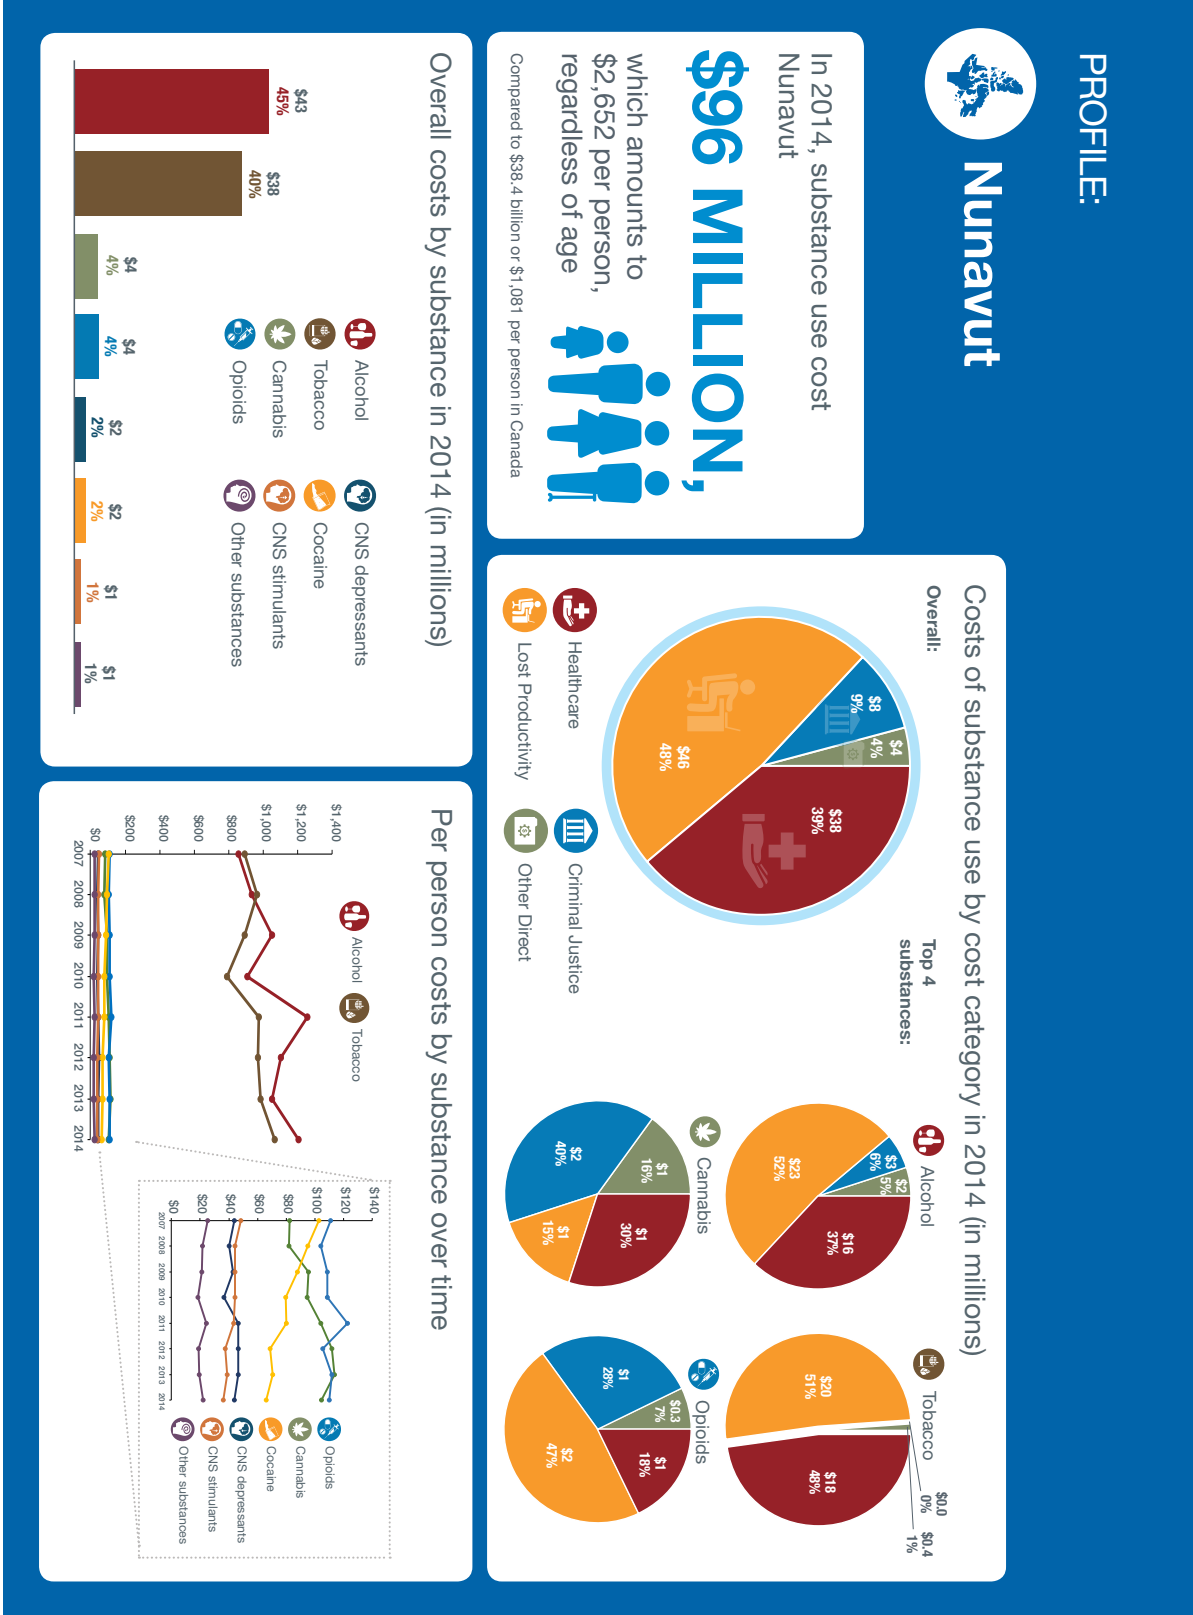 PROFILE:
Nunavut
In 2014, substance use cost
Nunavut
$96 MILLION,
which amounts to
$2,652 per person,
regardless of age
Compared to $38.4 billion or $1,081 per person in Canada
Costs of substance use by cost category in 2014 (in millions)
Overall:
$4
4%
$8
9%
$38
39%
$46
48%
Healthcare
Lost Productivity
Criminal Justice
Other Direct
Top 4
substances:
Alcohol
$2
5%
$3
6%
$16
37%
$23
52%
Tobacco
$0.0
0%
$0.4
1%
$20
51%
$18
48%
Cannabis
$1
16%
$1
30%
$2
40%
$1
15%
Opioids
$0.3
7%
$1
18%
$1
28%
$2
47%
Overall costs by substance in 2014 (in millions)
Alcohol
Tobacco
Cannabis
Opioids
CNS depressants
Cocaine
CNS stimulants
Other substances
$43
45%
$38
40%
$4
4%
$4
4%
$2
2%
$2
2%
$1
1%
$1
1%
Per person costs by substance over time
Alcohol
Tobacco
$1,400
$1,200
$1,000
$800
$600
$400
$200
$0
2007 2008 2009 2010 2011 2012 2013 2014
$140
$120
$100
$80
$60
$40
$20
$0
2007 2008 2009 2010 2011 2012 2013 2014
Opioids
Cannabis
Cocaine
CNS depressants
CNS stimulants
Other substances